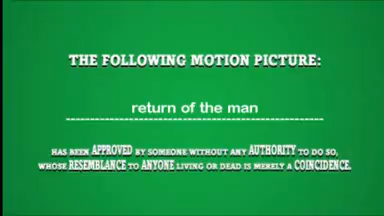 THE FOLLOWING MOTION PICTURE:
return of the man
HAS BEEN APPROVED BY SOMEONE WITHOUT ANY AUTHORITY TO DO SO,
WHOSE RESEMBLANCE TO ANYONE LIVING OR DEAD IS MERELY A COINCIDENCE.